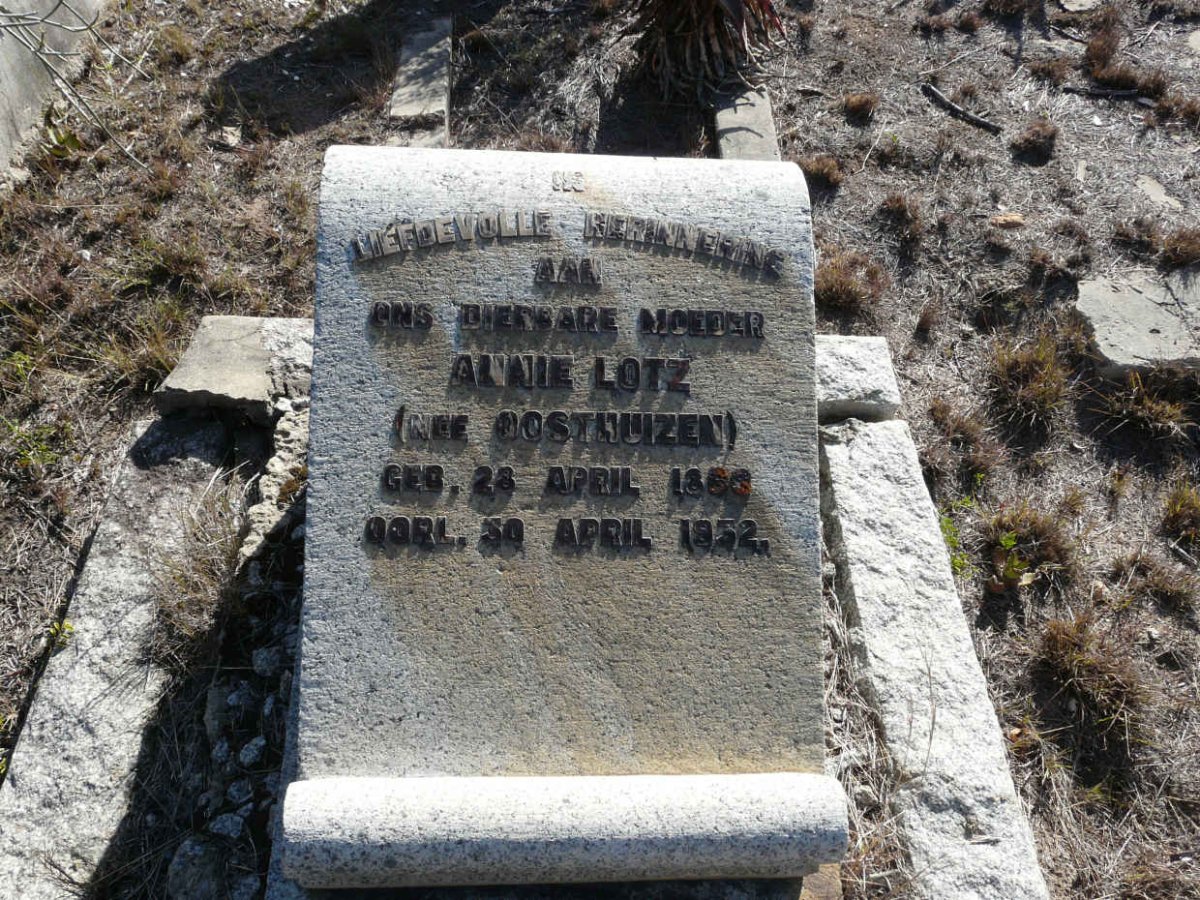 IN
LIEFDEVOLLE HERINNERING
AAN
ONS DIERBARE MOEDER
ANNIE LOTZ
(NEE OOSTHUIZEN)
GEB. 28 APRIL
OORL. 30 APRIL 1932.